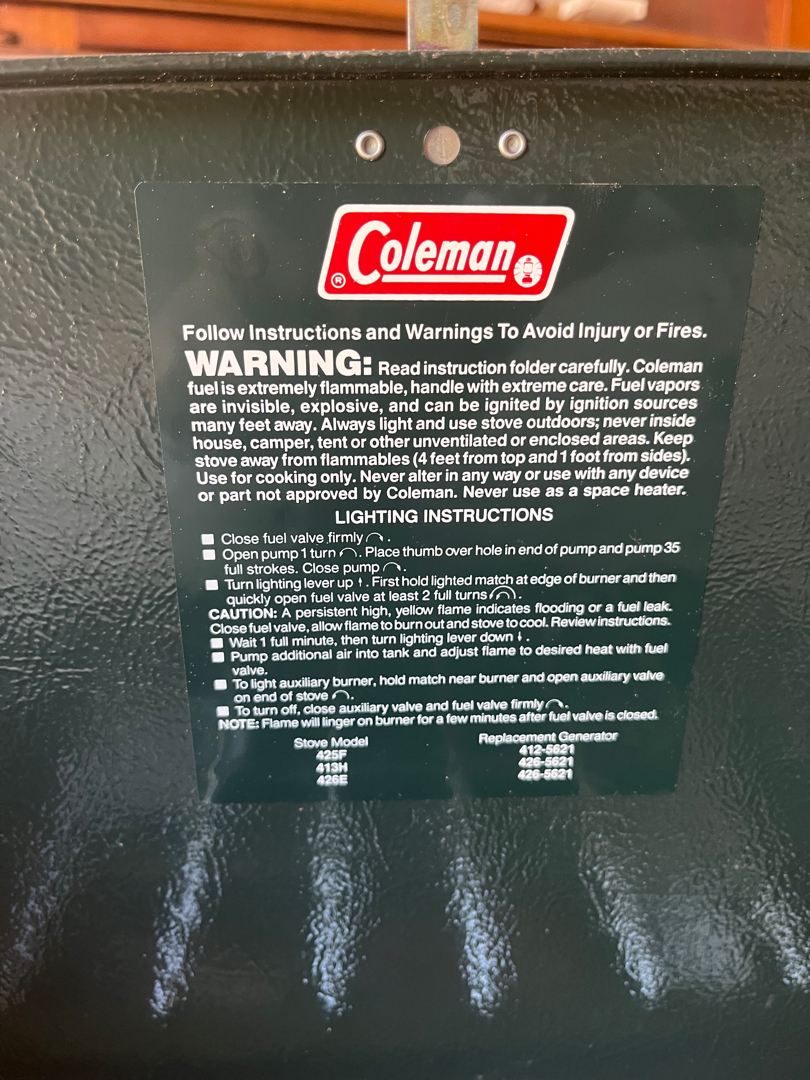 Coleman
®
Follow Instructions and Warnings To Avoid Injury or Fires.
WARNING: Read instruction folder carefully. Coleman
fuel is extremely flammable, handle with extreme care. Fuel vapors
are invisible, explosive, and can be ignited by ignition sources
many feet away. Always light and use stove outdoors; never inside
house, camper, tent or other unventilated or enclosed areas. Keep
stove away from flammables (4 feet from top and 1 foot from sides).
Use for cooking only. Never alter in any way or use with any device
or part not approved by Coleman. Never use as a space heater.
LIGHTING INSTRUCTIONS
Close fuel valve firmly .
Open pump 1 turn . Place thumb over hole in end of pump and pump 35
full strokes. Close pump .
Turn lighting lever up ↑. First hold lighted match at edge of burner and then
quickly open fuel valve at least 2 full turns .
CAUTION: A persistent high, yellow flame indicates flooding or a fuel leak.
Close fuel valve, allow flame to burn out and stove to cool. Review instructions.
Wait 1 full minute, then turn lighting lever down ↓.
Pump additional air into tank and adjust flame to desired heat with fuel
valve.
To light auxiliary burner, hold match near burner and open auxiliary valve
on end of stove .
To turn off, close auxiliary valve and fuel valve firmly .
NOTE: Flame will linger on burner for a few minutes after fuel valve is closed.
Stove Model Replacement Generator
425F 412-5621
413H 426-5621
426E 426-5621